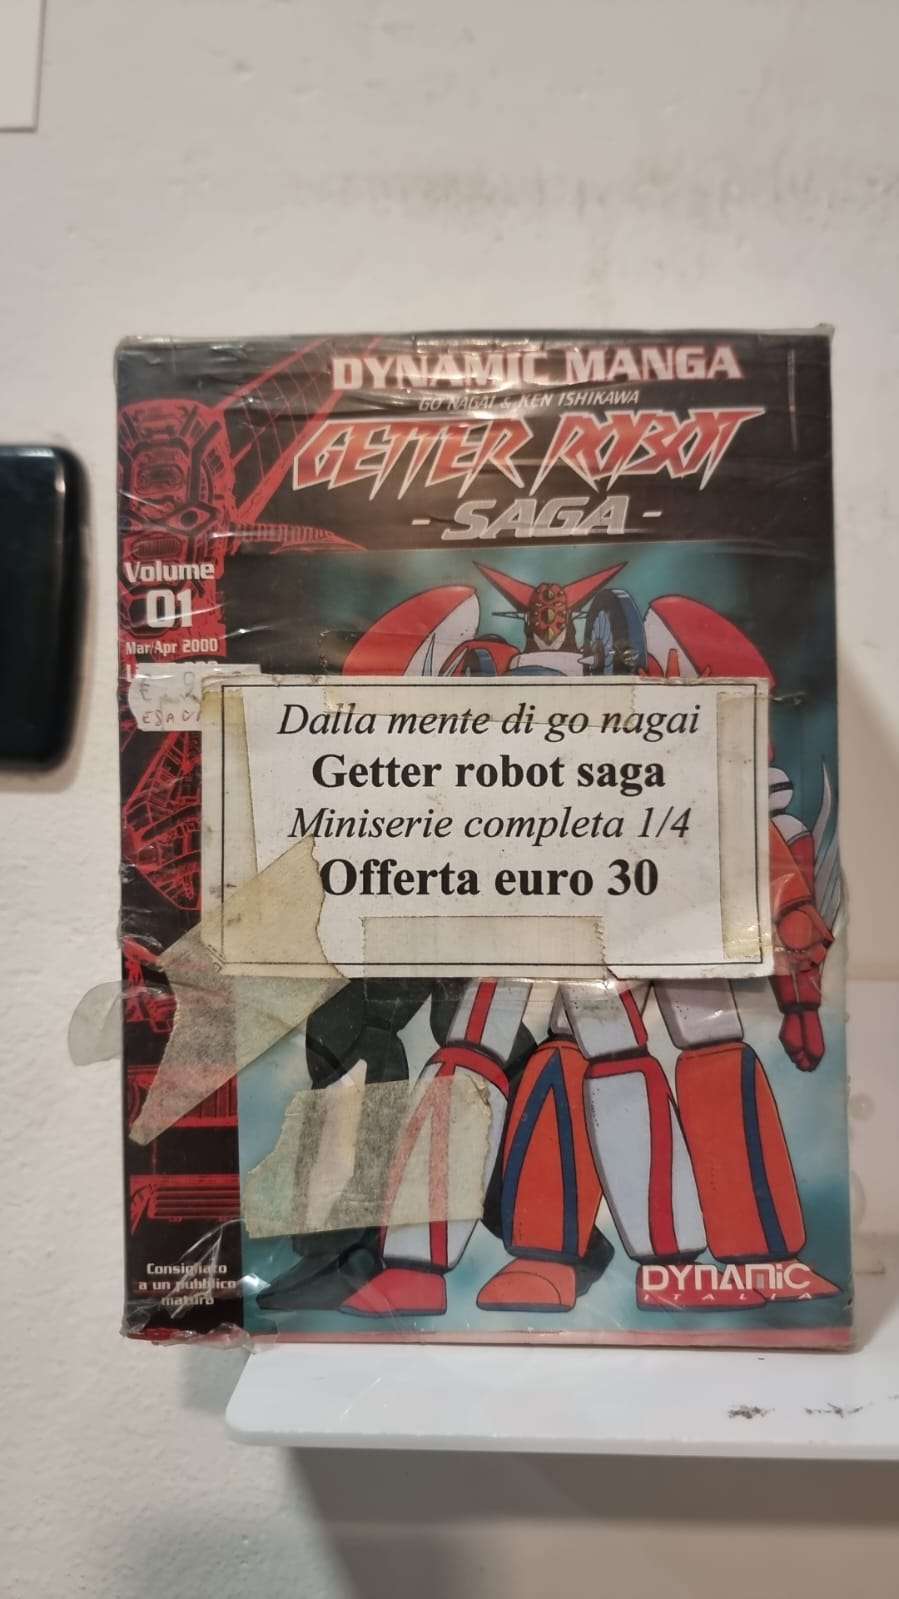 DYNAMIC MANGA
GO NAGAI & KEN ISHIKAWA
GETTER ROBOT
- SAGA -
Volume
01
Mar/Apr 2000
€
Dalla mente di go nagai
Getter robot saga
Miniserie completa 1/4
Offerta euro 30
Consigliato
a un pubblico
maturo
DYNAMIC
ITALIA